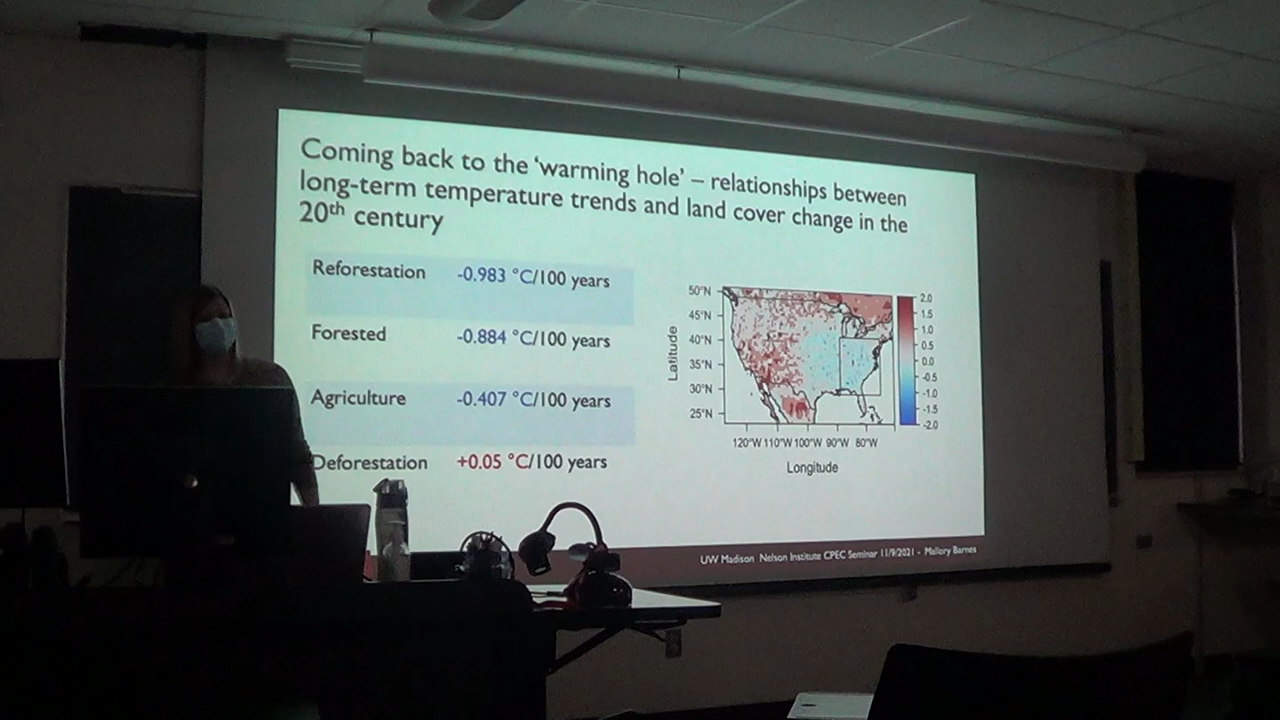 Coming back to the ‘warming hole’ – relationships between
long-term temperature trends and land cover change in the
20th century
Reforestation -0.983 °C/100 years
Forested -0.884 °C/100 years
Agriculture -0.407 °C/100 years
Deforestation +0.05 °C/100 years
Latitude
50°N
45°N
40°N
35°N
30°N
25°N
120°W 110°W 100°W 90°W 80°W
Longitude
2.0
1.5
1.0
0.5
0.0
-0.5
-1.0
-1.5
-2.0
UW Madison Nelson Institute CPEC Seminar 11/9/2021 - Mallory Barnes